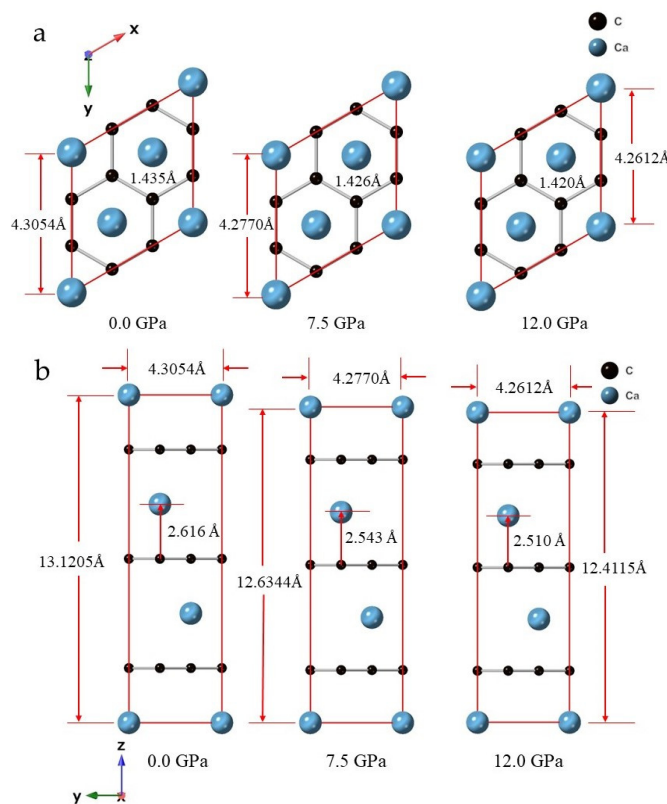 a
x
z
y
C
Ca
4.3054Å
1.435Å
4.2770Å
1.426Å
1.420Å
4.2612Å
0.0 GPa
7.5 GPa
12.0 GPa
b
4.3054Å
4.2770Å
4.2612Å
C
Ca
13.1205Å
2.616 Å
12.6344Å
2.543 Å
2.510 Å
12.4115Å
0.0 GPa
7.5 GPa
12.0 GPa
z
y
x